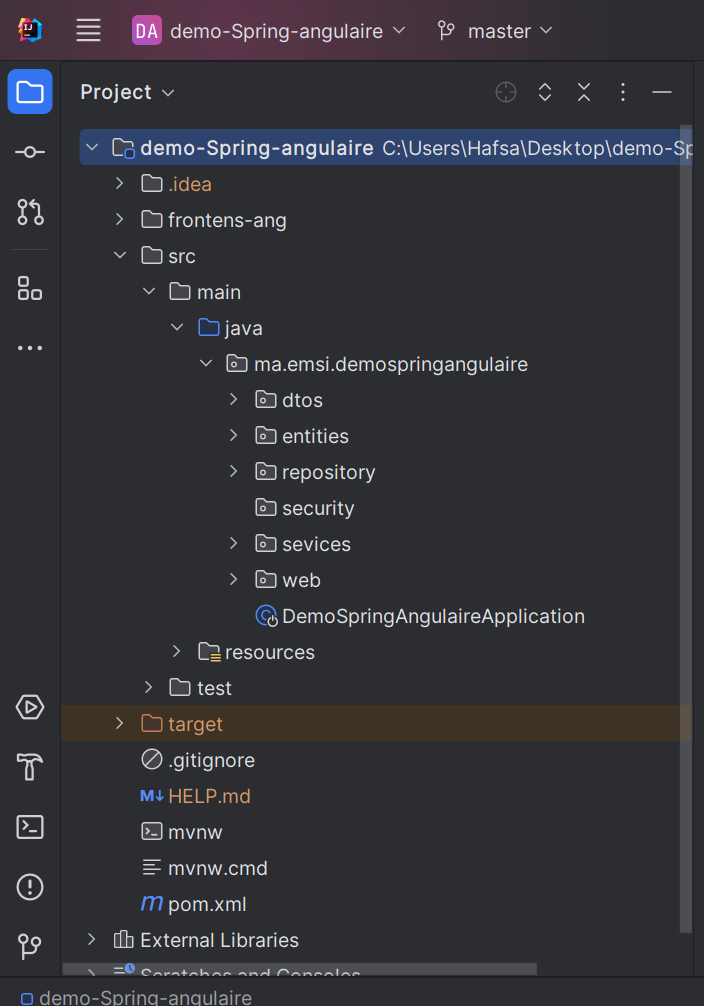 DA demo-Spring-angulaire master
Project
demo-Spring-angulaire C:\Users\Hafsa\Desktop\demo-Sp
.idea
frontens-ang
src
main
java
ma.emsi.demospringangulaire
dtos
entities
repository
security
sevices
web
DemoSpringAngulaireApplication
resources
test
target
.gitignore
M↓ HELP.md
mvnw
mvnw.cmd
m pom.xml
External Libraries
Scratches and Consoles
demo-Spring-angulaire